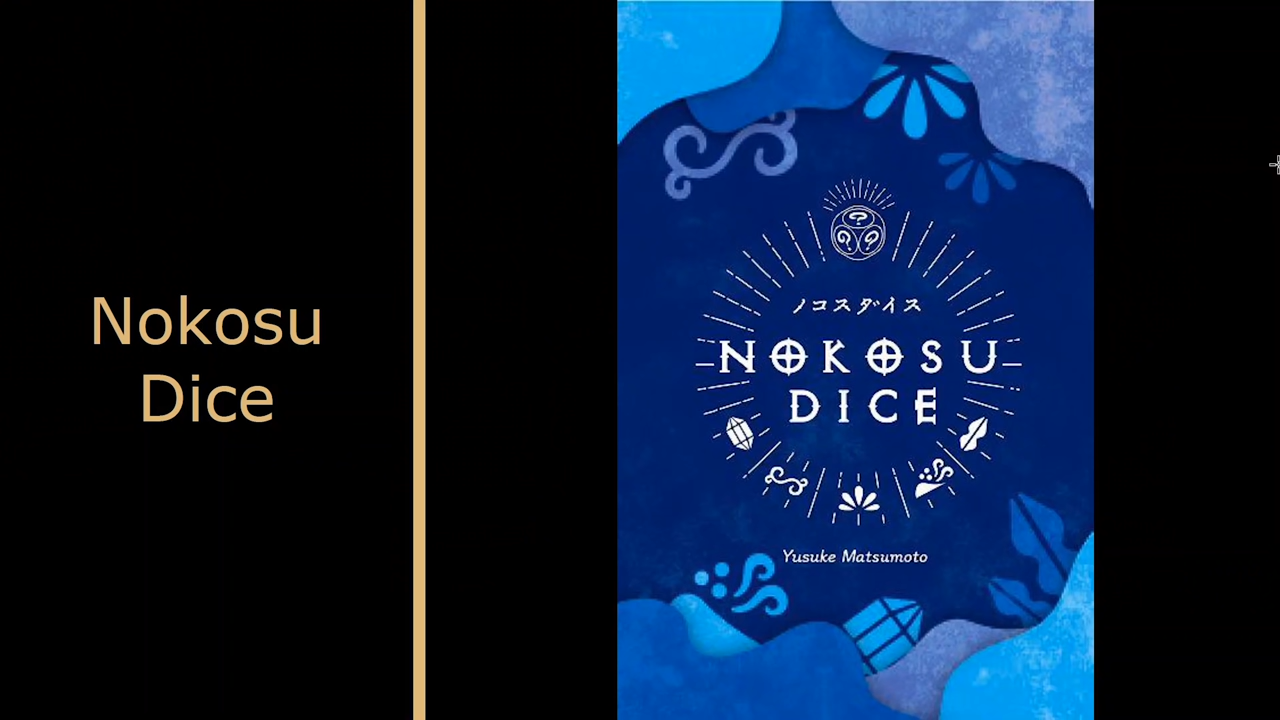 Nokosu
Dice
ノコスダイス
NOKOSU
DICE
Yusuke Matsumoto